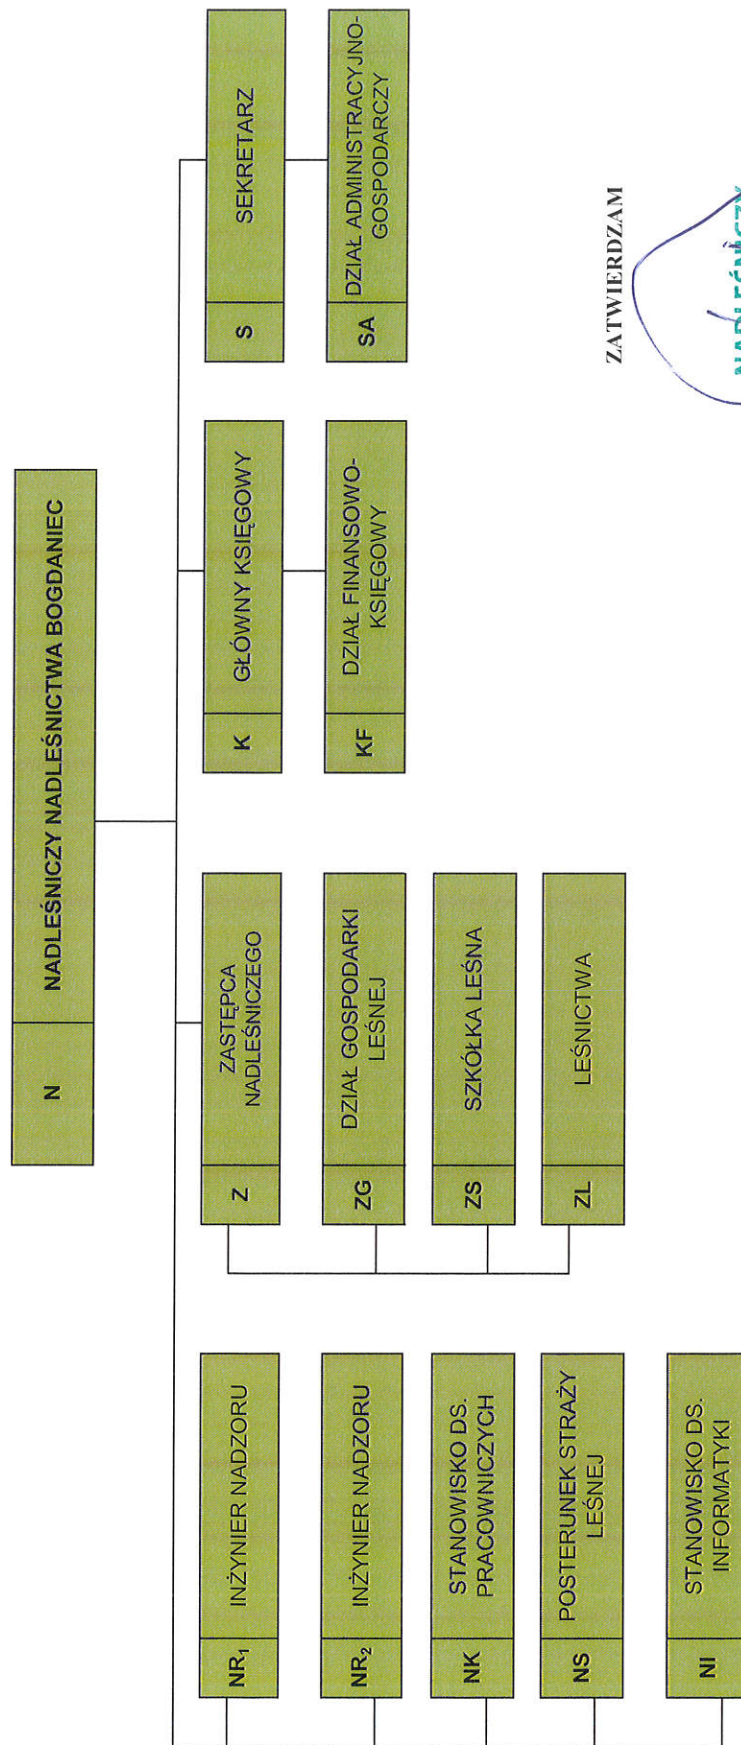 N NADLEŚNICZY NADLEŚNICTWA BOGDANIEC
NR₁ INŻYNIER NADZORU
NR₂ INŻYNIER NADZORU
NK STANOWISKO DS.
PRACOWNICZYCH
NS POSTERUNEK STRAŻY
LEŚNEJ
NI STANOWISKO DS.
INFORMATYKI
Z ZASTĘPCA
NADLEŚNICZEGO
ZG DZIAŁ GOSPODARKI
LEŚNEJ
ZS SZKÓŁKA LEŚNA
ZL LEŚNICTWA
K GŁÓWNY KSIĘGOWY
KF DZIAŁ FINANSOWO-
KSIĘGOWY
S SEKRETARZ
SA DZIAŁ ADMINISTRACYJNO-
GOSPODARCZY
ZATWIERDZAM
NADLEŚNICZY